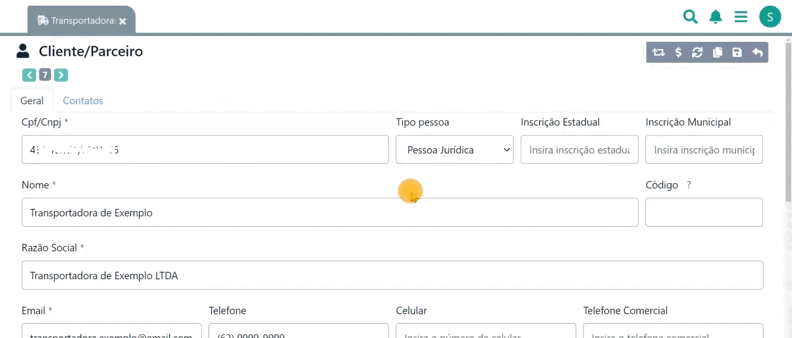 Transportadora
Cliente/Parceiro
7
Geral Contatos
Cpf/Cnpj * Tipo pessoa Inscrição Estadual Inscrição Municipal
Pessoa Jurídica Insira inscrição estadua Insira inscrição municip
Nome * Código ?
Transportadora de Exemplo
Razão Social *
Transportadora de Exemplo LTDA
Email * Telefone Celular Telefone Comercial
transportadora.exemplo@email.com (62) 9999-9999 Insira o número de celular Insira o telefone comercial
S